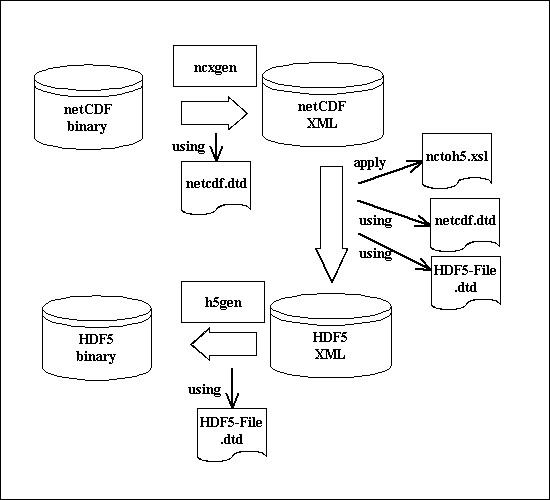 ncxgen
netCDF
binary
netCDF
XML
using
netcdf.dtd
apply
nctoh5.xsl
using
netcdf.dtd
using
HDF5-File
.dtd
h5gen
HDF5
binary
HDF5
XML
using
HDF5-File
.dtd